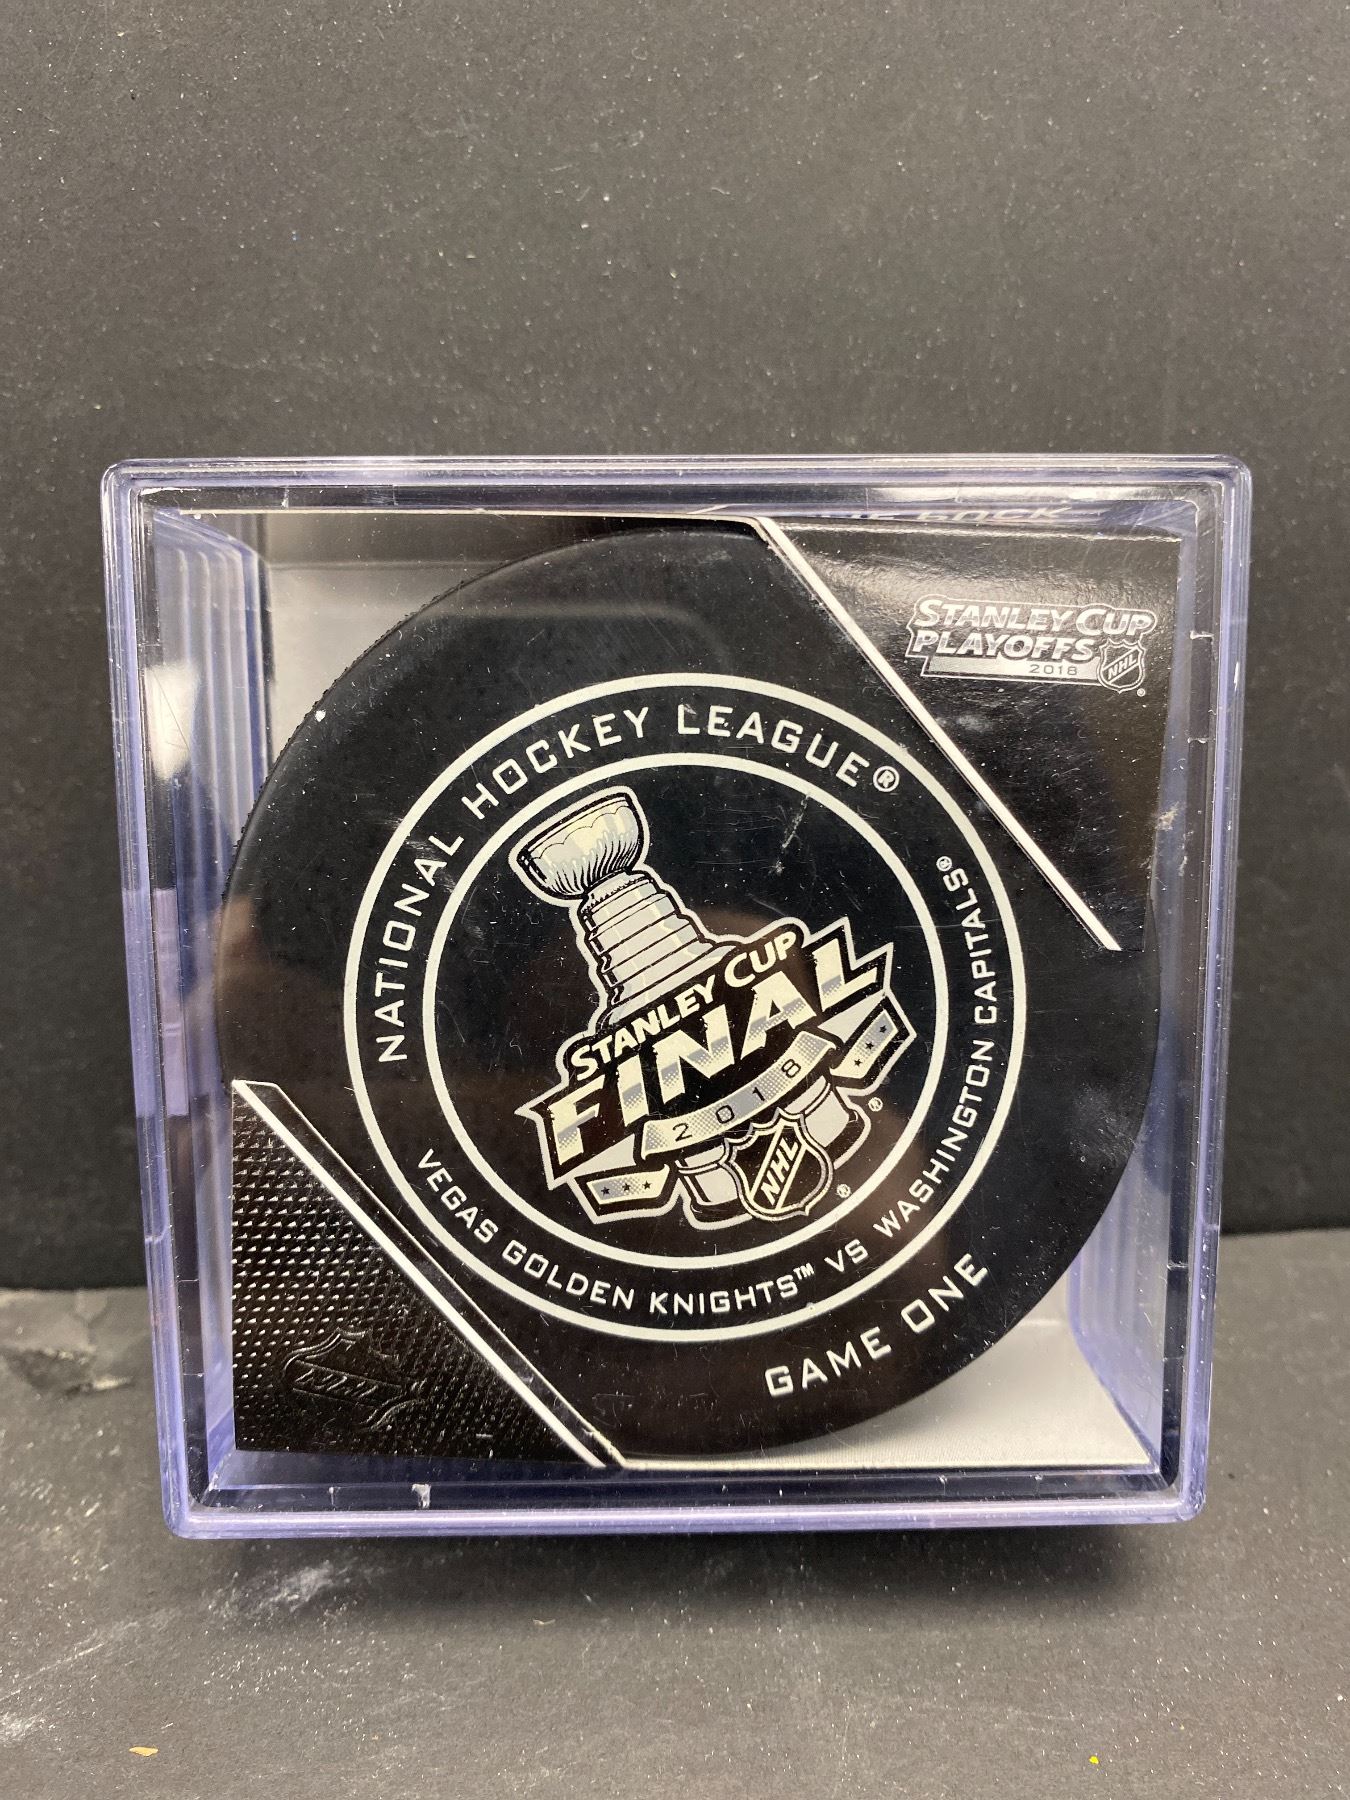 STANLEY CUP
PLAYOFFS
2018
NHL
®
NATIONAL HOCKEY LEAGUE®
STANLEY CUP
FINAL
2018
NHL
®
®
VEGAS GOLDEN KNIGHTS™ VS WASHINGTON CAPITALS®
GAME ONE
NHL